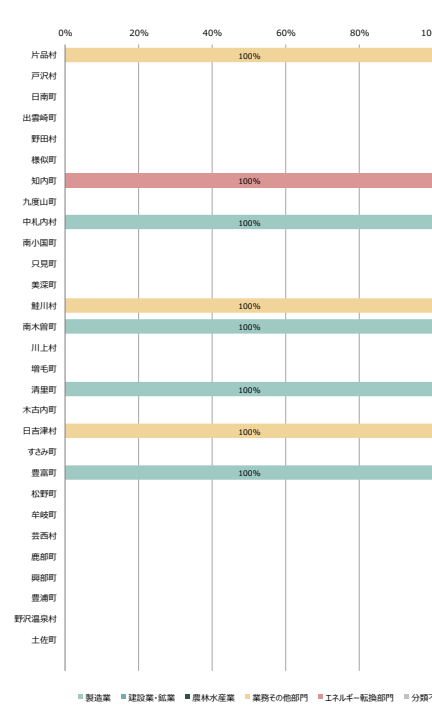 0% 20% 40% 60% 80% 10
片品村 100%
戸沢村
日南町
出雲崎町
野田村
様似町
知内町 100%
九度山町
中札内村 100%
南小国町
只見町
美深町
鮭川村 100%
南木曽町 100%
川上村
増毛町
清里町 100%
木古内町
日吉津村 100%
すさみ町
豊富町 100%
松野町
牟岐町
芸西村
鹿部町
興部町
豊浦町
野沢温泉村
土佐町
製造業 建設業・鉱業 農林水産業 業務その他部門 エネルギー転換部門 分類不